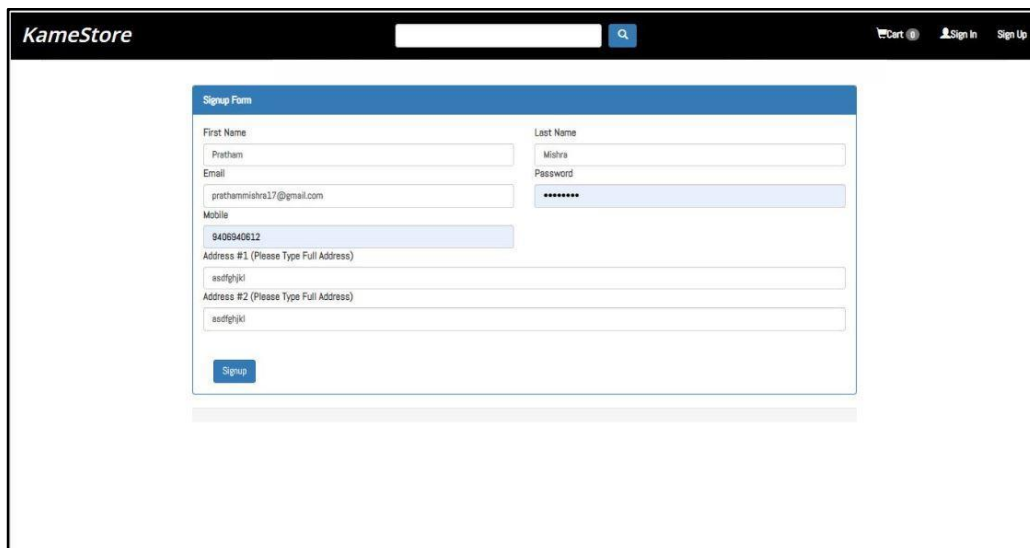 KameStore
Cart 0 Sign In Sign Up
Signup Form
First Name Last Name
Pratham Mishra
Email Password
prathammishra17@gmail.com ••••••••
Mobile
9406940612
Address #1 (Please Type Full Address)
asdfghjkl
Address #2 (Please Type Full Address)
asdfghjkl
Signup